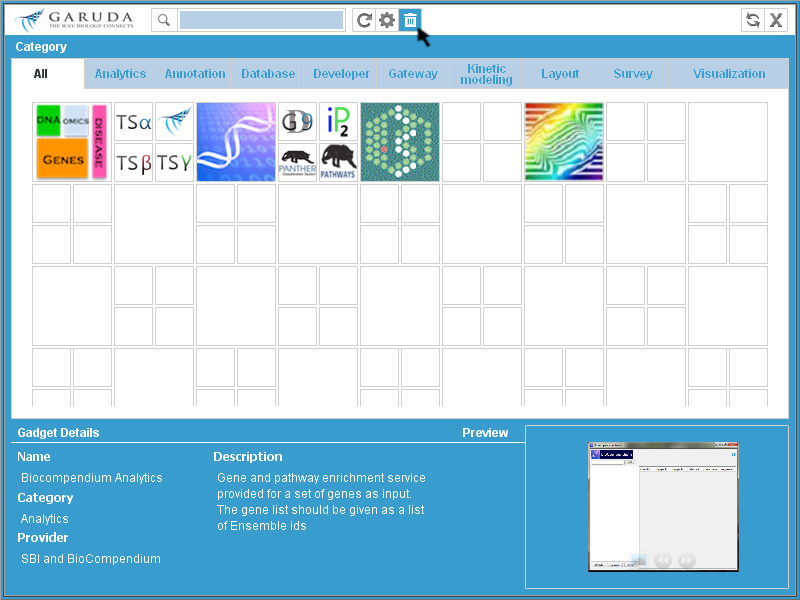 GARUDA
THE WAY BIOLOGY CONNECTS.
X
Category
All
Analytics
Annotation
Database
Developer
Gateway
Kinetic
modeling
Layout
Survey
Visualization
DNA
OMICS
DISEASE
GENES
TSα
TSβ
TSγ
iP2
PANTHER
Classification System
PATHWAYS
Gadget Details
Preview
Name
Biocompendium Analytics
Category
Analytics
Provider
SBI and BioCompendium
Description
Gene and pathway enrichment service
provided for a set of genes as input.
The gene list should be given as a list
of Ensemble ids
bioCompendium